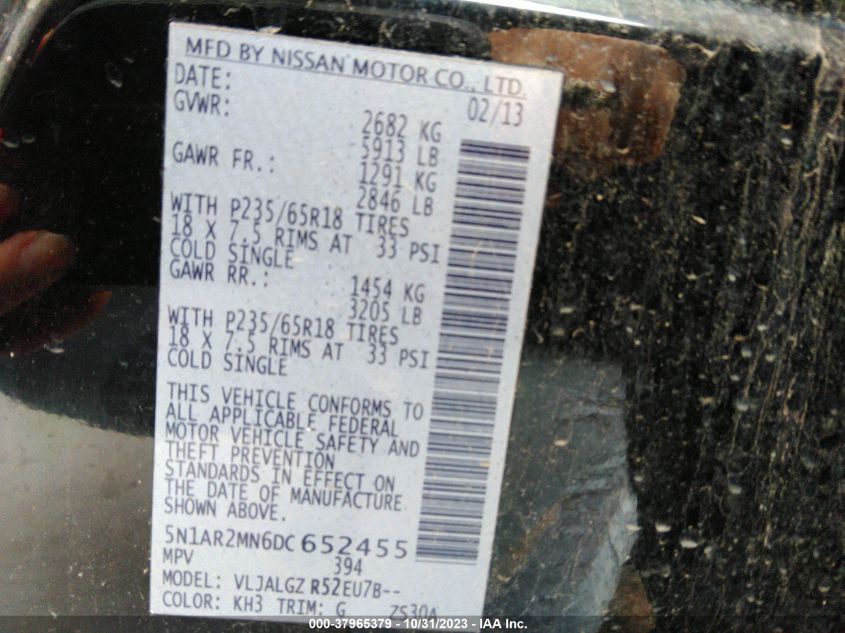 MFD BY NISSAN MOTOR CO., LTD.
DATE: 02/13
GVWR: 2682 KG
5913 LB
GAWR FR.: 1291 KG
2846 LB
WITH P235/65R18 TIRES
18 X 7.5 RIMS AT 33 PSI
COLD SINGLE
GAWR RR.: 1454 KG
3205 LB
WITH P235/65R18 TIRES
18 X 7.5 RIMS AT 33 PSI
COLD SINGLE
THIS VEHICLE CONFORMS TO
ALL APPLICABLE FEDERAL
MOTOR VEHICLE SAFETY AND
THEFT PREVENTION
STANDARDS IN EFFECT ON
THE DATE OF MANUFACTURE
SHOWN ABOVE.
5N1AR2MN6DC652455
MPV 394
MODEL: VLJALGZ R52EU7B--
COLOR: KH3 TRIM: G ZS30A
000-37965379 - 10/31/2023 - IAA Inc.